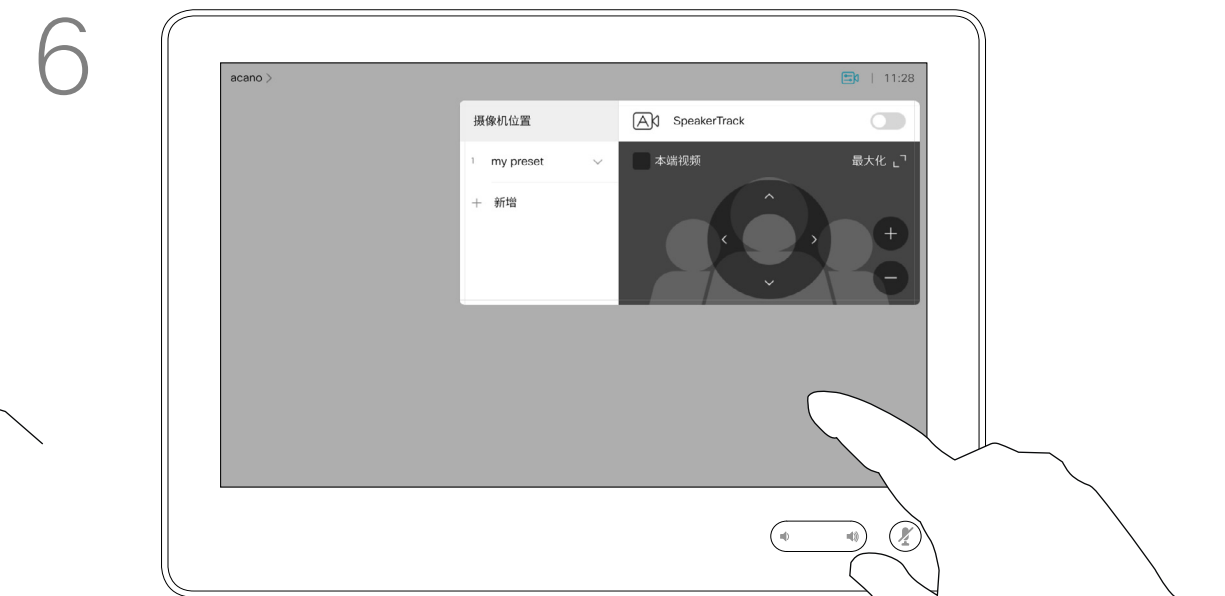 6
acano >
11:28
摄像机位置
SpeakerTrack
1 my preset
本端视频
最大化
+ 新增